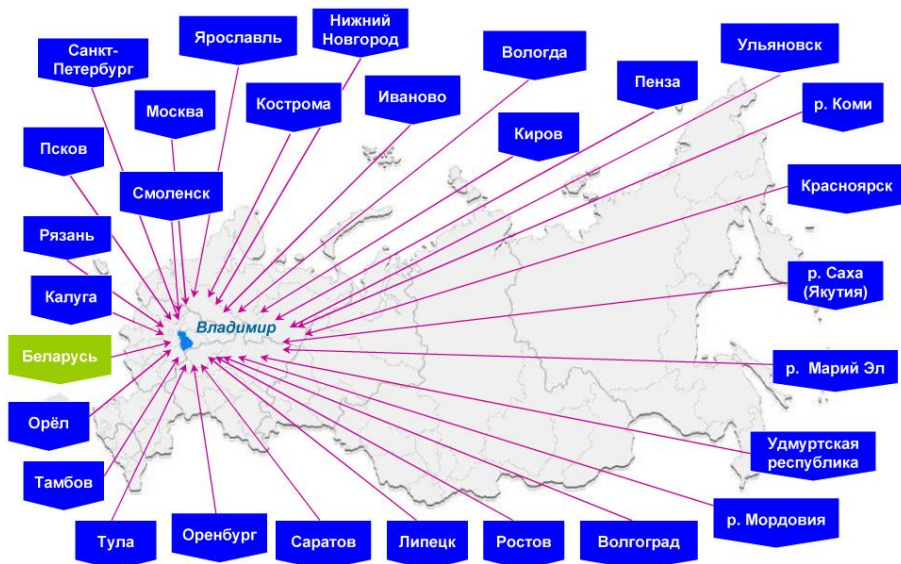 Нижний
Новгород
Ярославль
Санкт-
Петербург
Вологда
Ульяновск
Пенза
Москва
Кострома
Иваново
р. Коми
Киров
Псков
Красноярск
Смоленск
Рязань
р. Саха
(Якутия)
Калуга
Владимир
Беларусь
р. Марий Эл
Орёл
Удмуртская
республика
Тамбов
р. Мордовия
Тула
Оренбург
Саратов
Липецк
Ростов
Волгоград